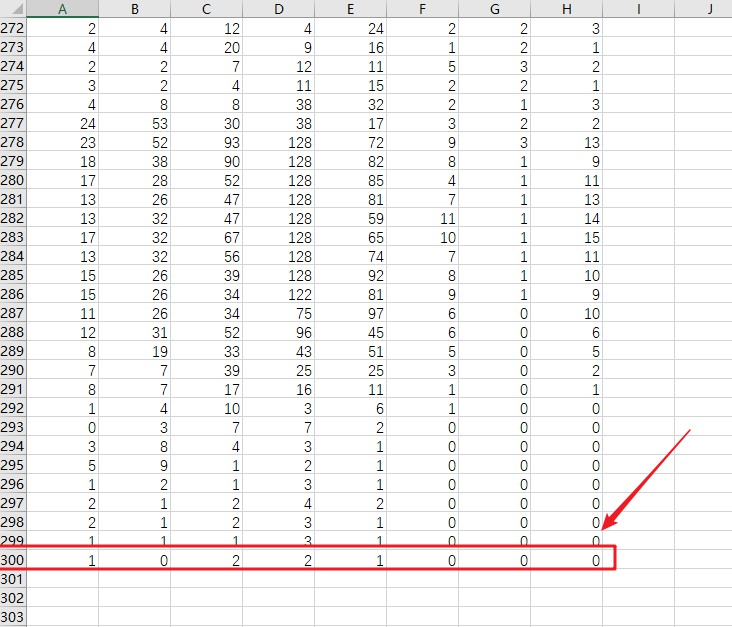 A B C D E F G H I J
272 2 4 12 4 24 2 2 3
273 4 4 20 9 16 1 2 1
274 2 2 7 12 11 5 3 2
275 3 2 4 11 15 2 2 1
276 4 8 8 38 32 2 1 3
277 24 53 30 38 17 3 2 2
278 23 52 93 128 72 9 3 13
279 18 38 90 128 82 8 1 9
280 17 28 52 128 85 4 1 11
281 13 26 47 128 81 7 1 13
282 13 32 47 128 59 11 1 14
283 17 32 67 128 65 10 1 15
284 13 32 56 128 74 7 1 11
285 15 26 39 128 92 8 1 10
286 15 26 34 122 81 9 1 9
287 11 26 34 75 97 6 0 10
288 12 31 52 96 45 6 0 6
289 8 19 33 43 51 5 0 5
290 7 7 39 25 25 3 0 2
291 8 7 17 16 11 1 0 1
292 1 4 10 3 6 1 0 0
293 0 3 7 7 2 0 0 0
294 3 8 4 3 1 0 0 0
295 5 9 1 2 1 0 0 0
296 1 2 1 3 1 0 0 0
297 2 1 2 4 2 0 0 0
298 2 1 2 3 1 0 0 0
299 1 1 1 3 1 0 0 0
300 1 0 2 2 1 0 0 0
301
302
303